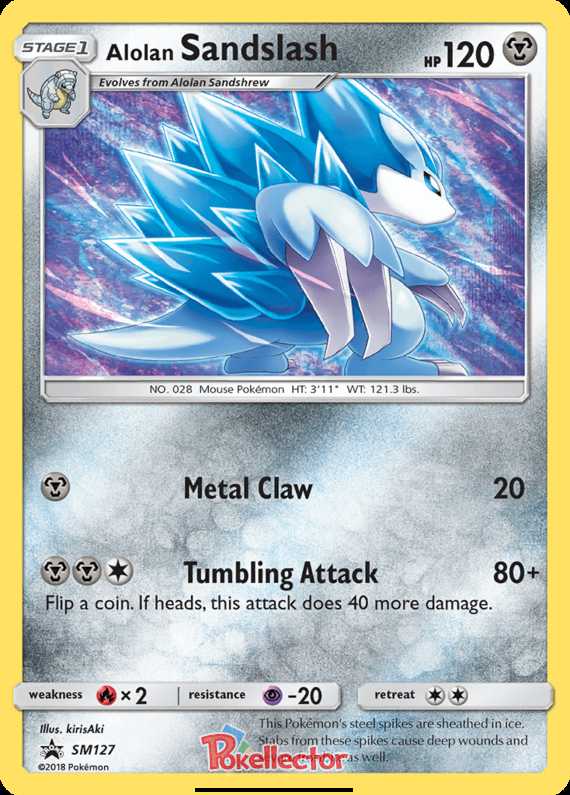 STAGE1
Alolan Sandslash
HP 120
Evolves from Alolan Sandshrew
NO. 028 Mouse Pokémon HT: 3'11" WT: 121.3 lbs.
Metal Claw 20
Tumbling Attack 80+
Flip a coin. If heads, this attack does 40 more damage.
weakness ×2 resistance -20 retreat
Illus. kirisAki
SM127
©2018 Pokémon
This Pokémon's steel spikes are sheathed in ice.
Stabs from these spikes cause deep wounds and
as well.
Pokellector